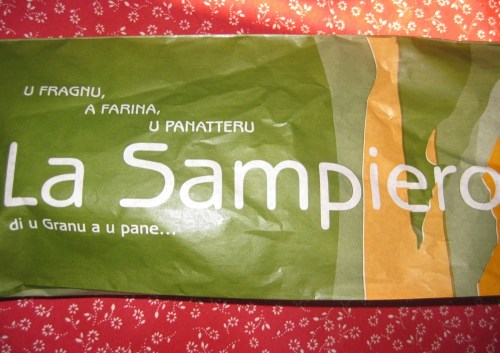 U FRAGNU,
A FARINA,
U PANATTERU
La Sampiero
di u Granu a u pane...